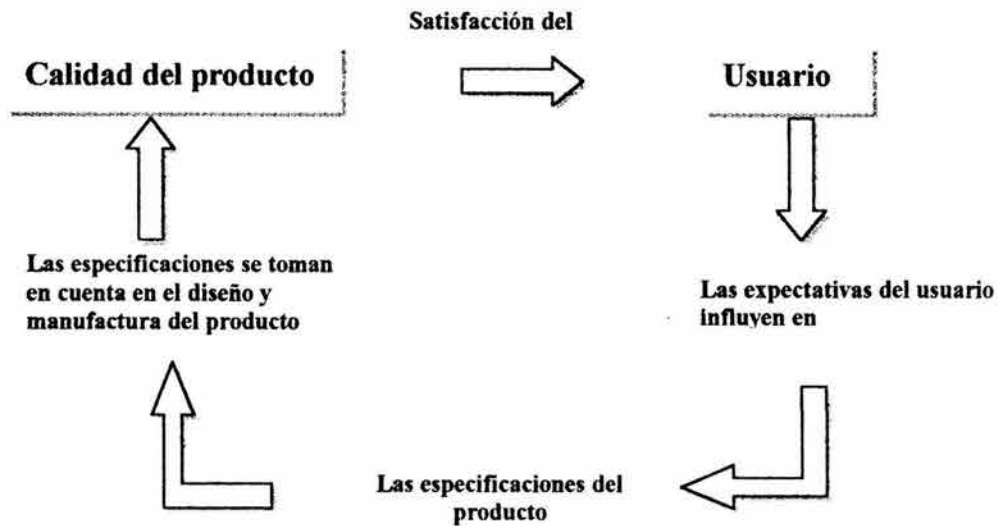 Satisfacción del
Calidad del producto
Usuario
Las especificaciones se toman
en cuenta en el diseño y
manufactura del producto
Las expectativas del usuario
influyen en
Las especificaciones del
producto